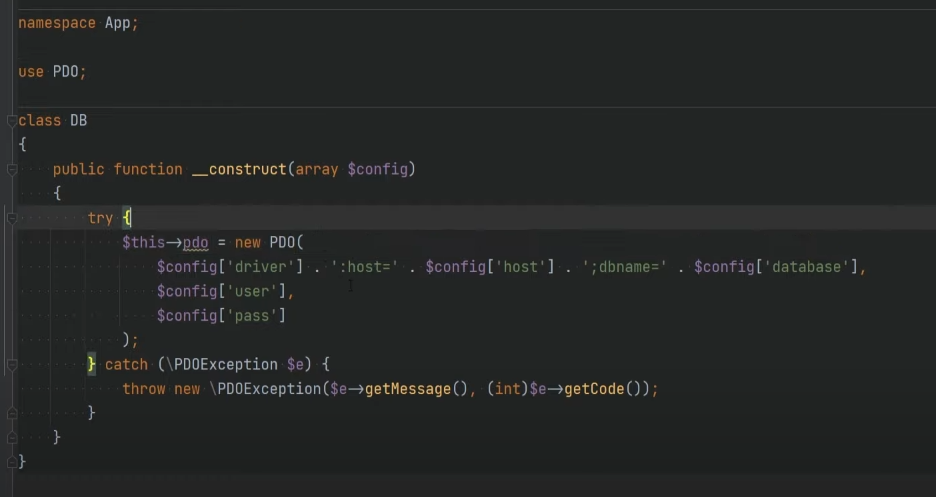 namespace App;
use PDO;
class DB
{
public function __construct(array $config)
{
try {
$this->pdo = new PDO(
$config['driver'] . ':host=' . $config['host'] . ';dbname=' . $config['database'],
$config['user'],
$config['pass']
);
} catch (\PDOException $e) {
throw new \PDOException($e->getMessage(), (int)$e->getCode());
}
}
}